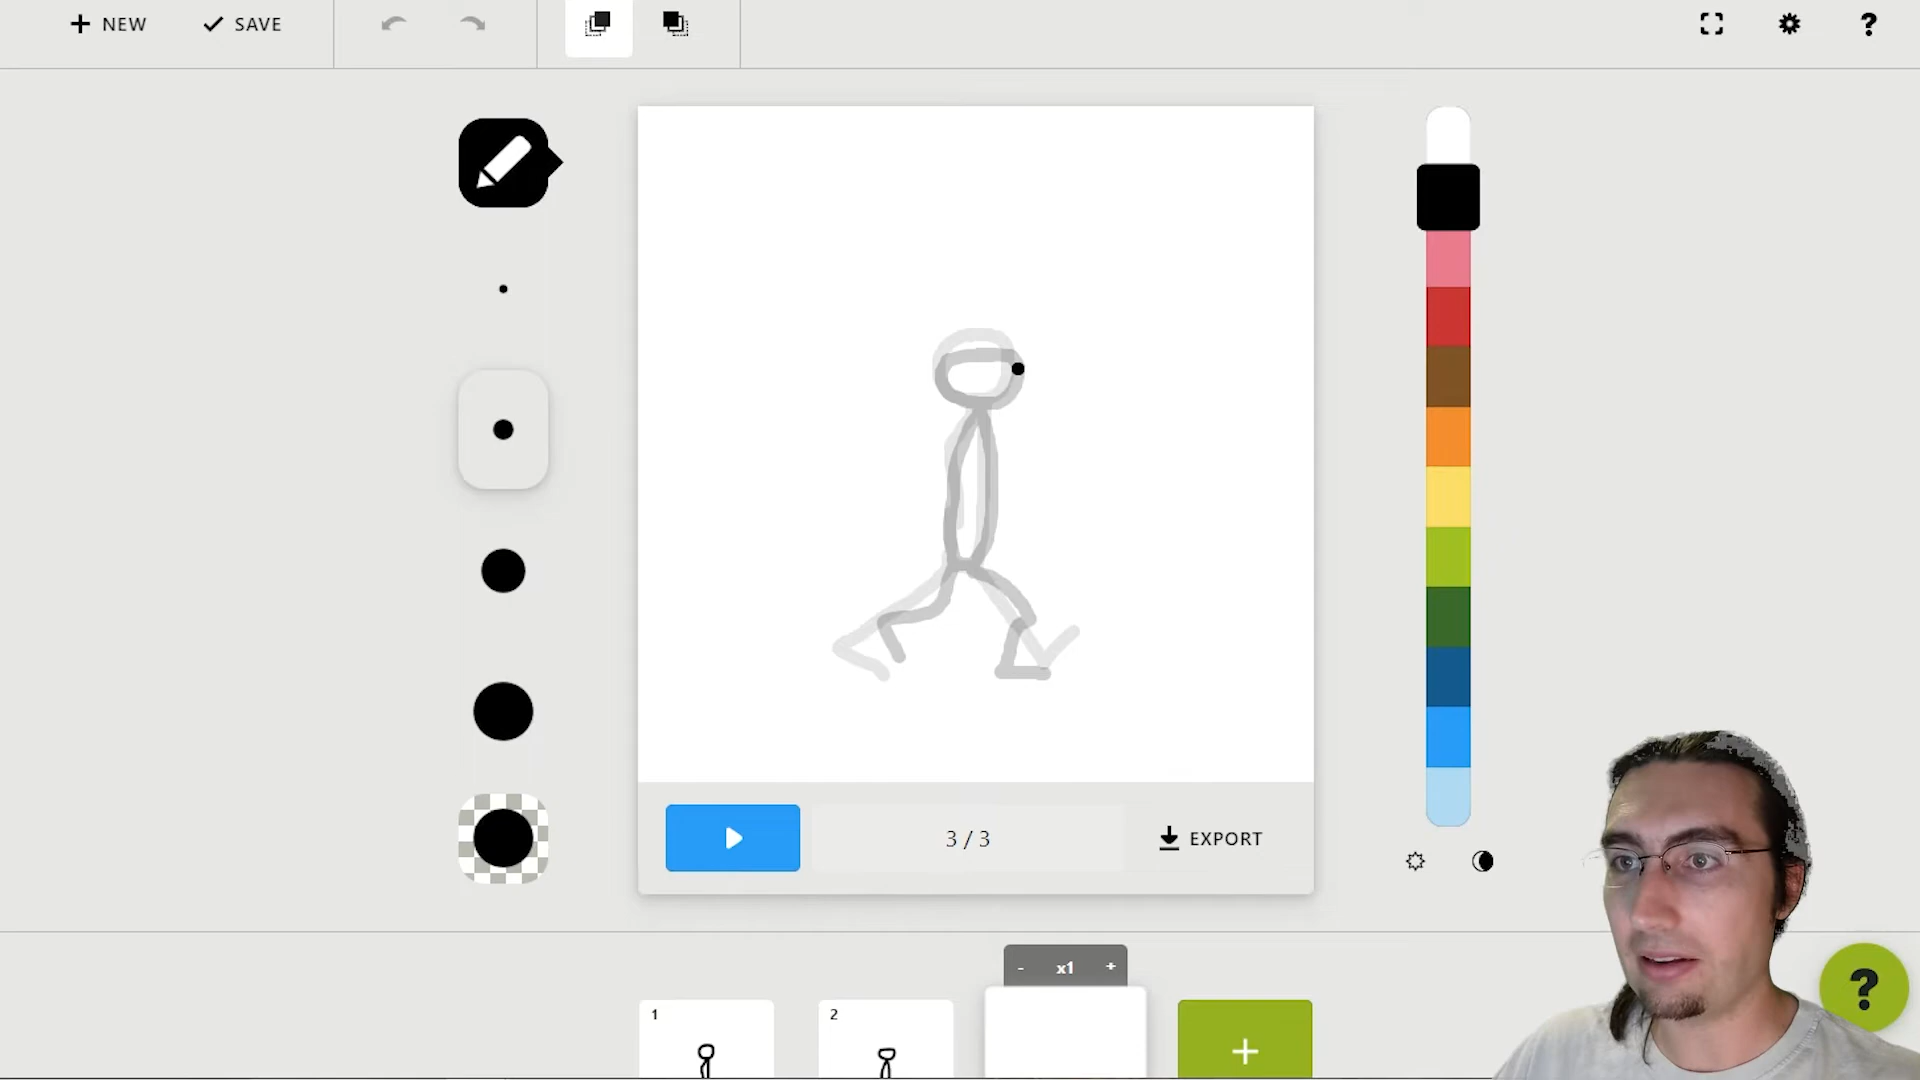 + NEW
SAVE
?
3 / 3
EXPORT
- x1 +
1
2
+
?